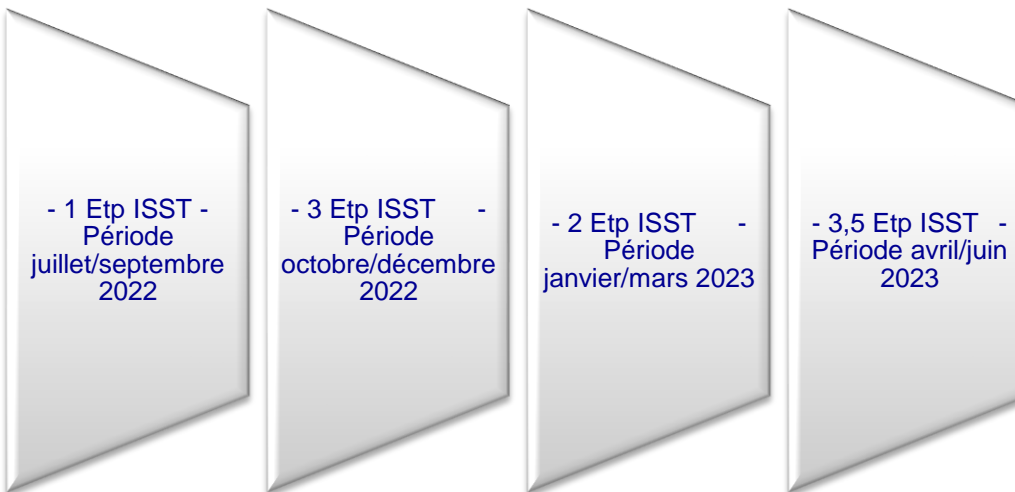 - 1 Etp ISST -
Période
juillet/septembre
2022
- 3 Etp ISST -
Période
octobre/décembre
2022
- 2 Etp ISST -
Période
janvier/mars 2023
- 3,5 Etp ISST -
Période avril/juin
2023